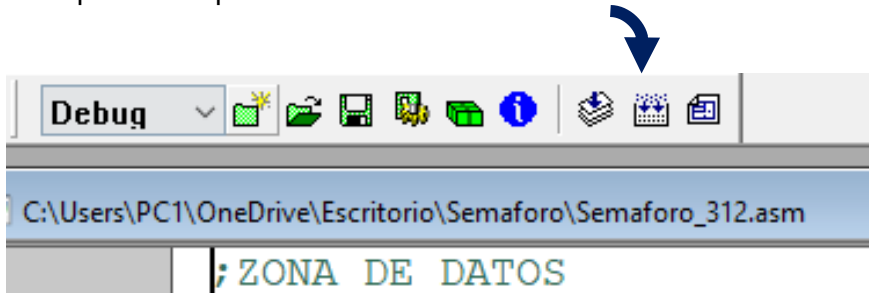 Debug
C:\Users\PC1\OneDrive\Escritorio\Semaforo\Semaforo_312.asm
;ZONA DE DATOS